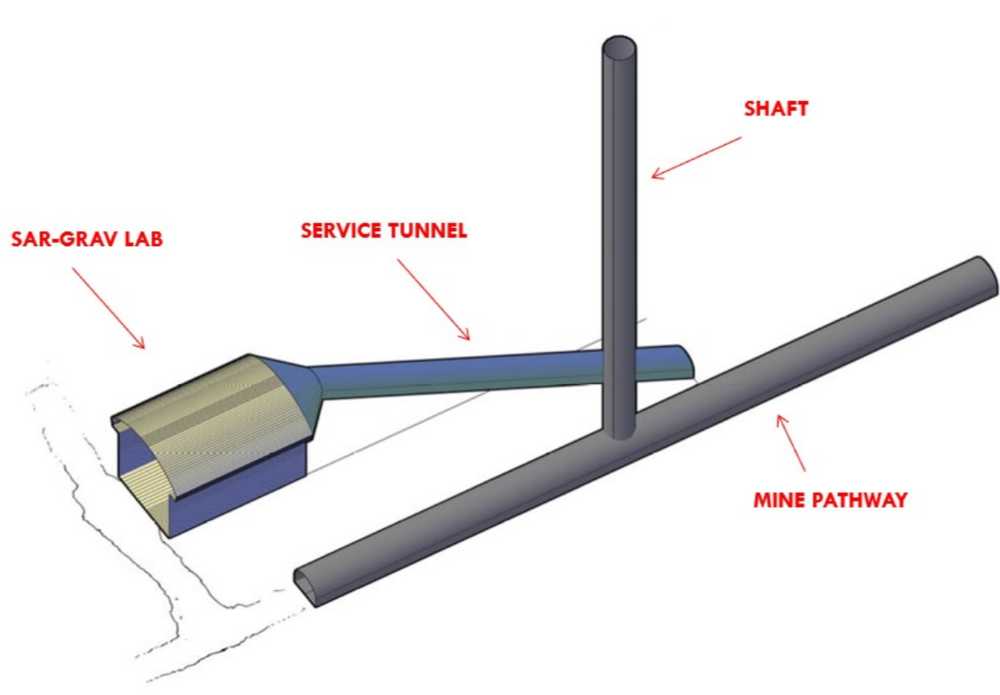 SHAFT
SAR-GRAV LAB
SERVICE TUNNEL
MINE PATHWAY